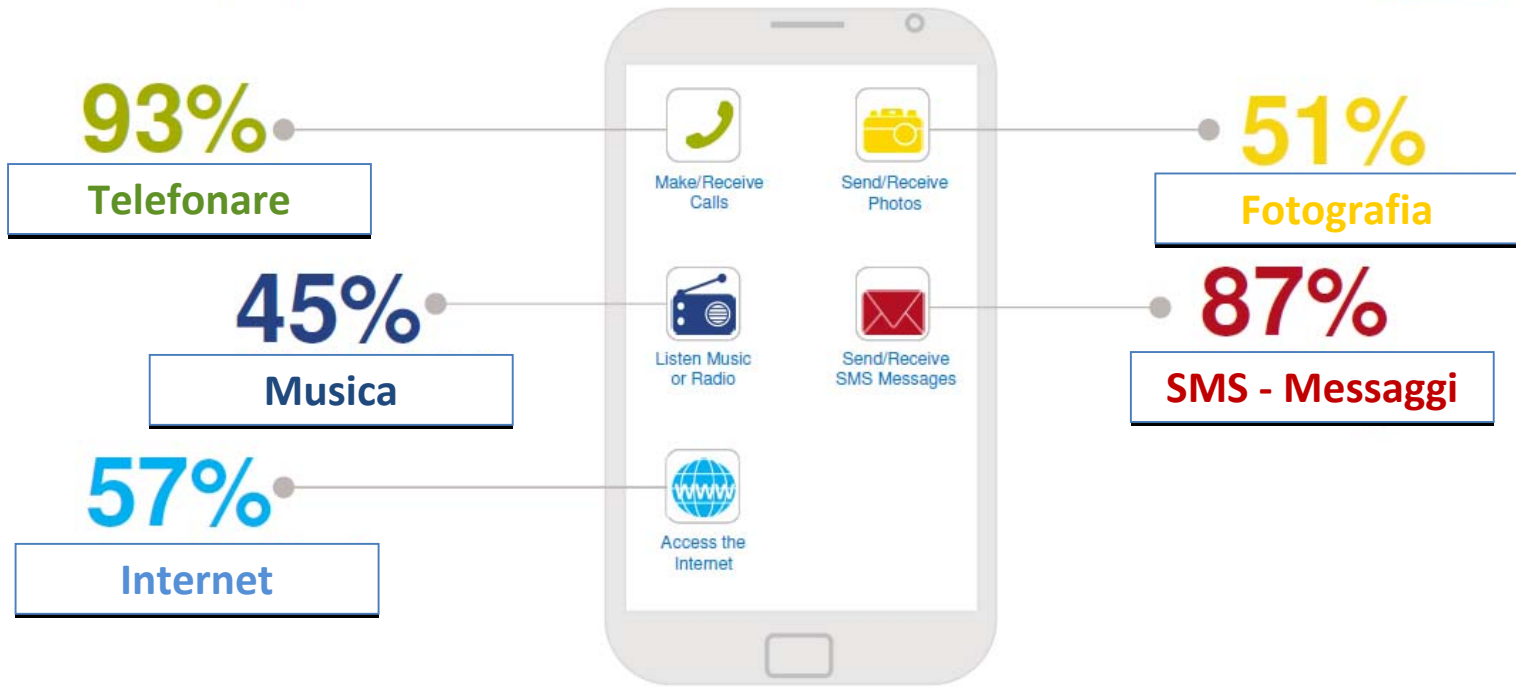 93%
Telefonare
Make/Receive
Calls
Send/Receive
Photos
51%
Fotografia
45%
Musica
Listen Music
or Radio
Send/Receive
SMS Messages
87%
SMS - Messaggi
57%
Internet
www
Access the
Internet